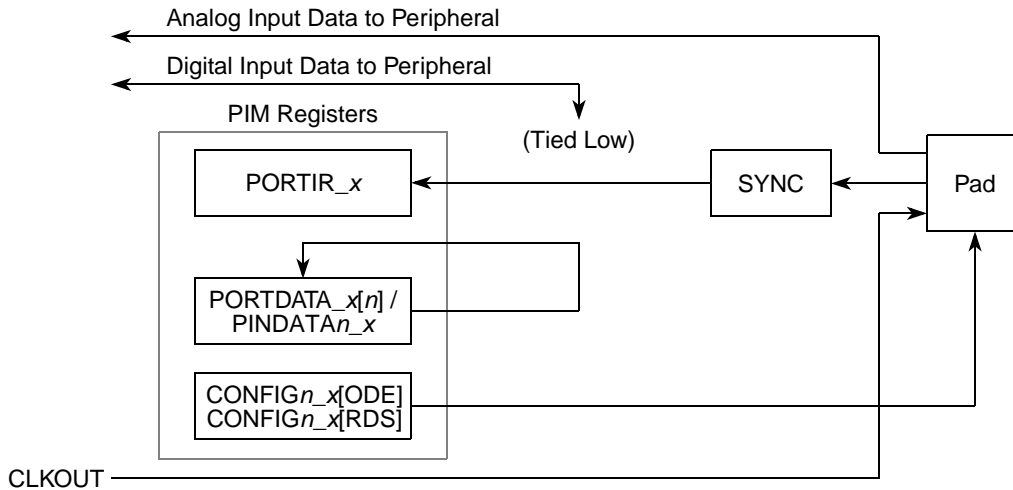 Analog Input Data to Peripheral
Digital Input Data to Peripheral
PIM Registers
(Tied Low)
PORTIR_x
SYNC
Pad
PORTDATA_x[n] /
PINDATAn_x
CONFIGn_x[ODE]
CONFIGn_x[RDS]
CLKOUT